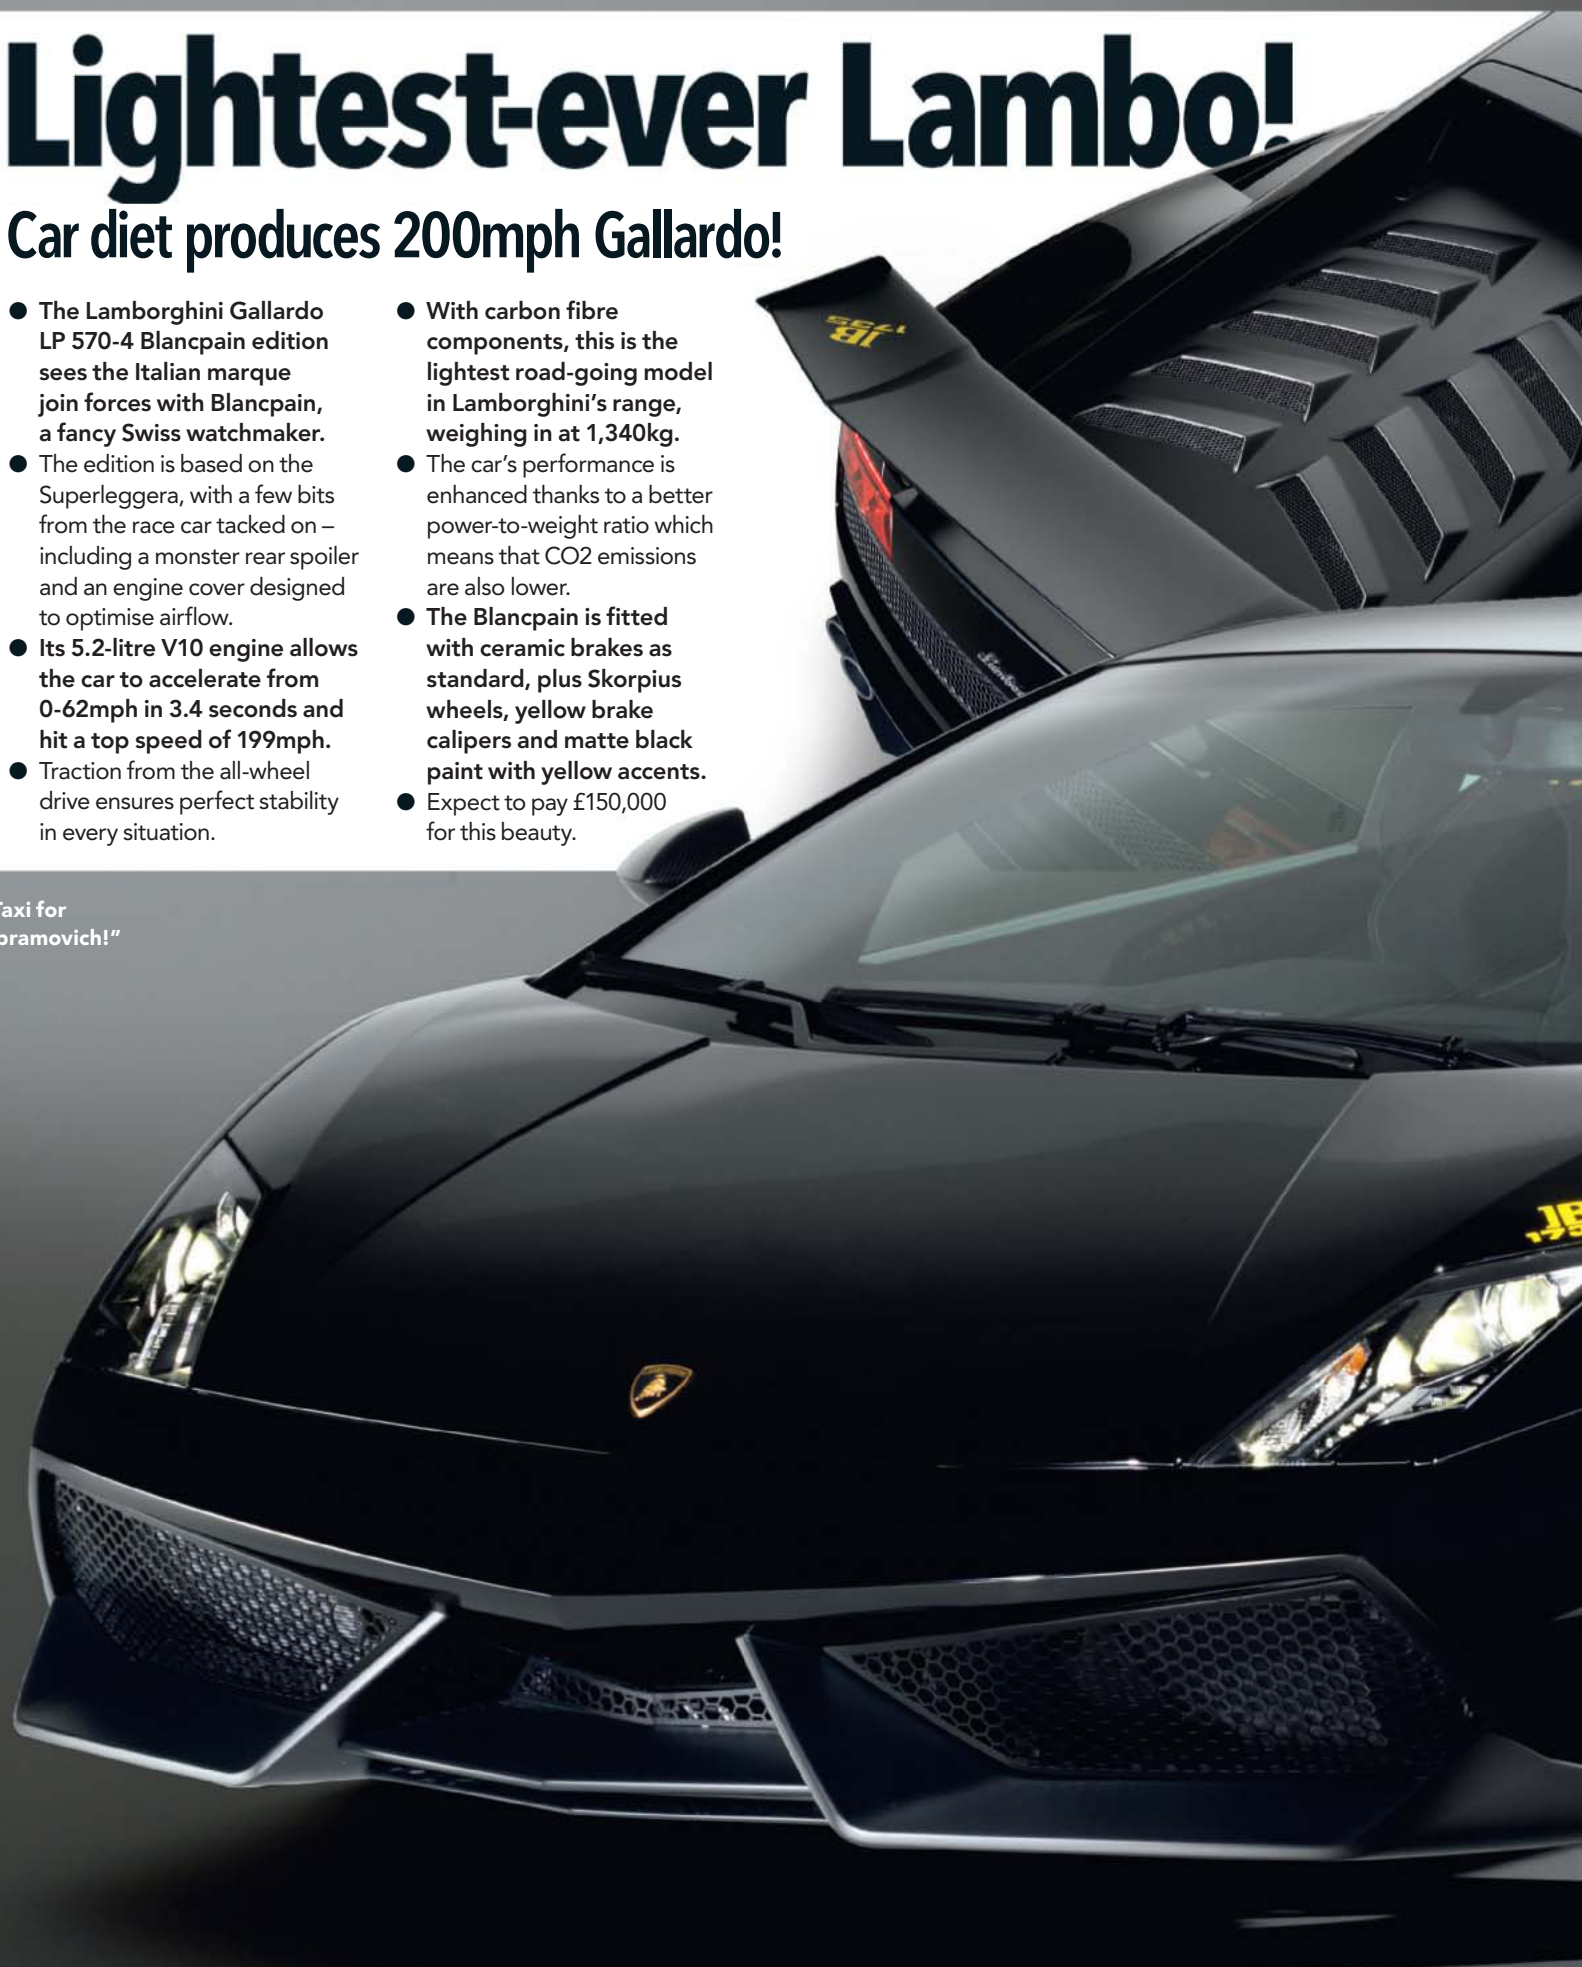 Lightest-ever Lambo!
Car diet produces 200mph Gallardo!
● The Lamborghini Gallardo
LP 570-4 Blancpain edition
sees the Italian marque
join forces with Blancpain,
a fancy Swiss watchmaker.
● The edition is based on the
Superleggera, with a few bits
from the race car tacked on –
including a monster rear spoiler
and an engine cover designed
to optimise airflow.
● Its 5.2-litre V10 engine allows
the car to accelerate from
0-62mph in 3.4 seconds and
hit a top speed of 199mph.
● Traction from the all-wheel
drive ensures perfect stability
in every situation.
● With carbon fibre
components, this is the
lightest road-going model
in Lamborghini’s range,
weighing in at 1,340kg.
● The car’s performance is
enhanced thanks to a better
power-to-weight ratio which
means that CO2 emissions
are also lower.
● The Blancpain is fitted
with ceramic brakes as
standard, plus Skorpius
wheels, yellow brake
calipers and matte black
paint with yellow accents.
● Expect to pay £150,000
for this beauty.
JB
1735
Taxi for
bramovich!”
JB